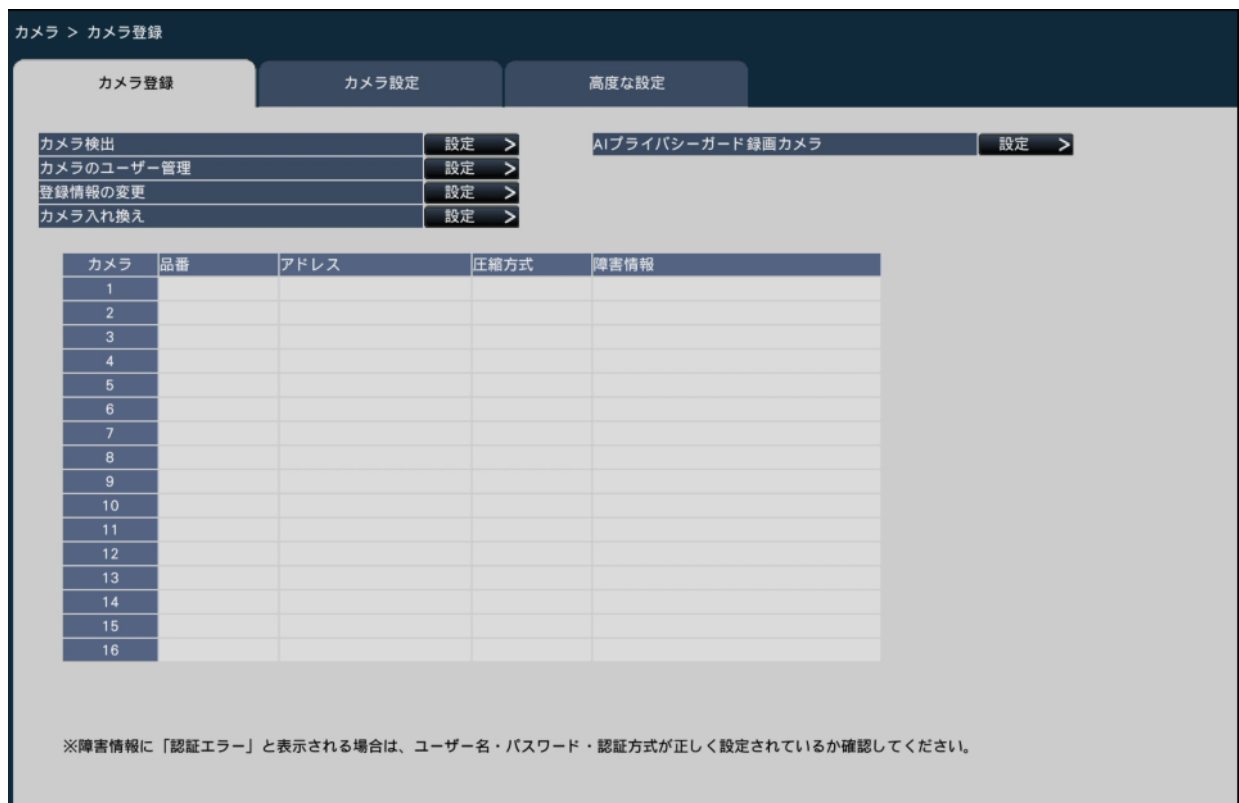 カメラ > カメラ登録
カメラ登録 カメラ設定 高度な設定
カメラ検出 設定 > AIプライバシーガード録画カメラ 設定 >
カメラのユーザー管理 設定 >
登録情報の変更 設定 >
カメラ入れ換え 設定 >
カメラ 品番 アドレス 圧縮方式 障害情報
1
2
3
4
5
6
7
8
9
10
11
12
13
14
15
16
※障害情報に「認証エラー」と表示される場合は、ユーザー名・パスワード・認証方式が正しく設定されているか確認してください。